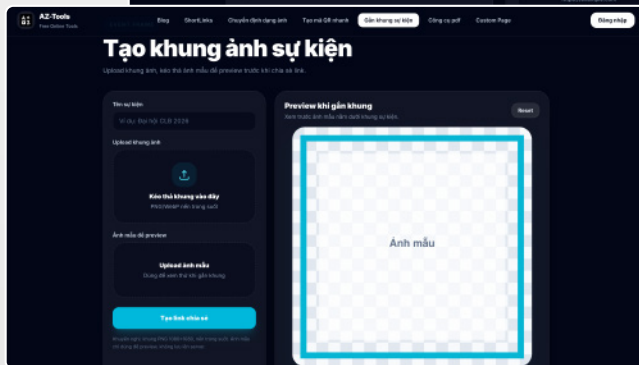 AZ-Tools
Free Online Tools
Blog
ShortLinks
Chuyển định dạng ảnh
Tạo mã QR nhanh
Gắn khung sự kiện
Công cụ pdf
Custom Page
Đăng nhập
Tạo khung ảnh sự kiện
Upload khung ảnh, kéo thả ảnh mẫu để preview trước khi chia sẻ link.
Tên sự kiện
Ví dụ: Đại hội CLB 2026
Upload khung ảnh
Kéo thả khung vào đây
Ảnh mẫu để preview
Upload ảnh mẫu
Dùng để xem thử khi gắn khung
Tạo link chia sẻ
Preview khi gắn khung
Xem trước ảnh mẫu nằm dưới khung sự kiện.
Reset
Ảnh mẫu